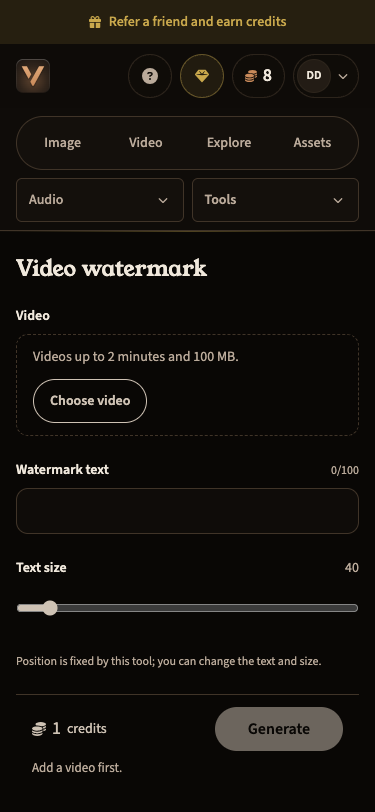 Refer a friend and earn credits
?
8
DD
Image
Video
Explore
Assets
Audio
Tools
Video watermark
Video
Videos up to 2 minutes and 100 MB.
Choose video
Watermark text
0/100
Text size
40
Position is fixed by this tool; you can change the text and size.
1 credits
Generate
Add a video first.